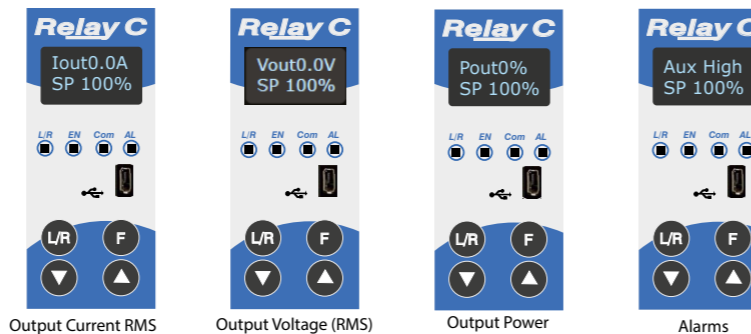 Relay C
Iout0.0A
SP 100%
L/R EN Com AL
L/R F
Output Current RMS
Relay C
Vout0.0V
SP 100%
L/R EN Com AL
L/R F
Output Voltage (RMS)
Relay C
Pout0%
SP 100%
L/R EN Com AL
L/R F
Output Power
Relay C
Aux High
SP 100%
L/R EN Com AL
L/R F
Alarms